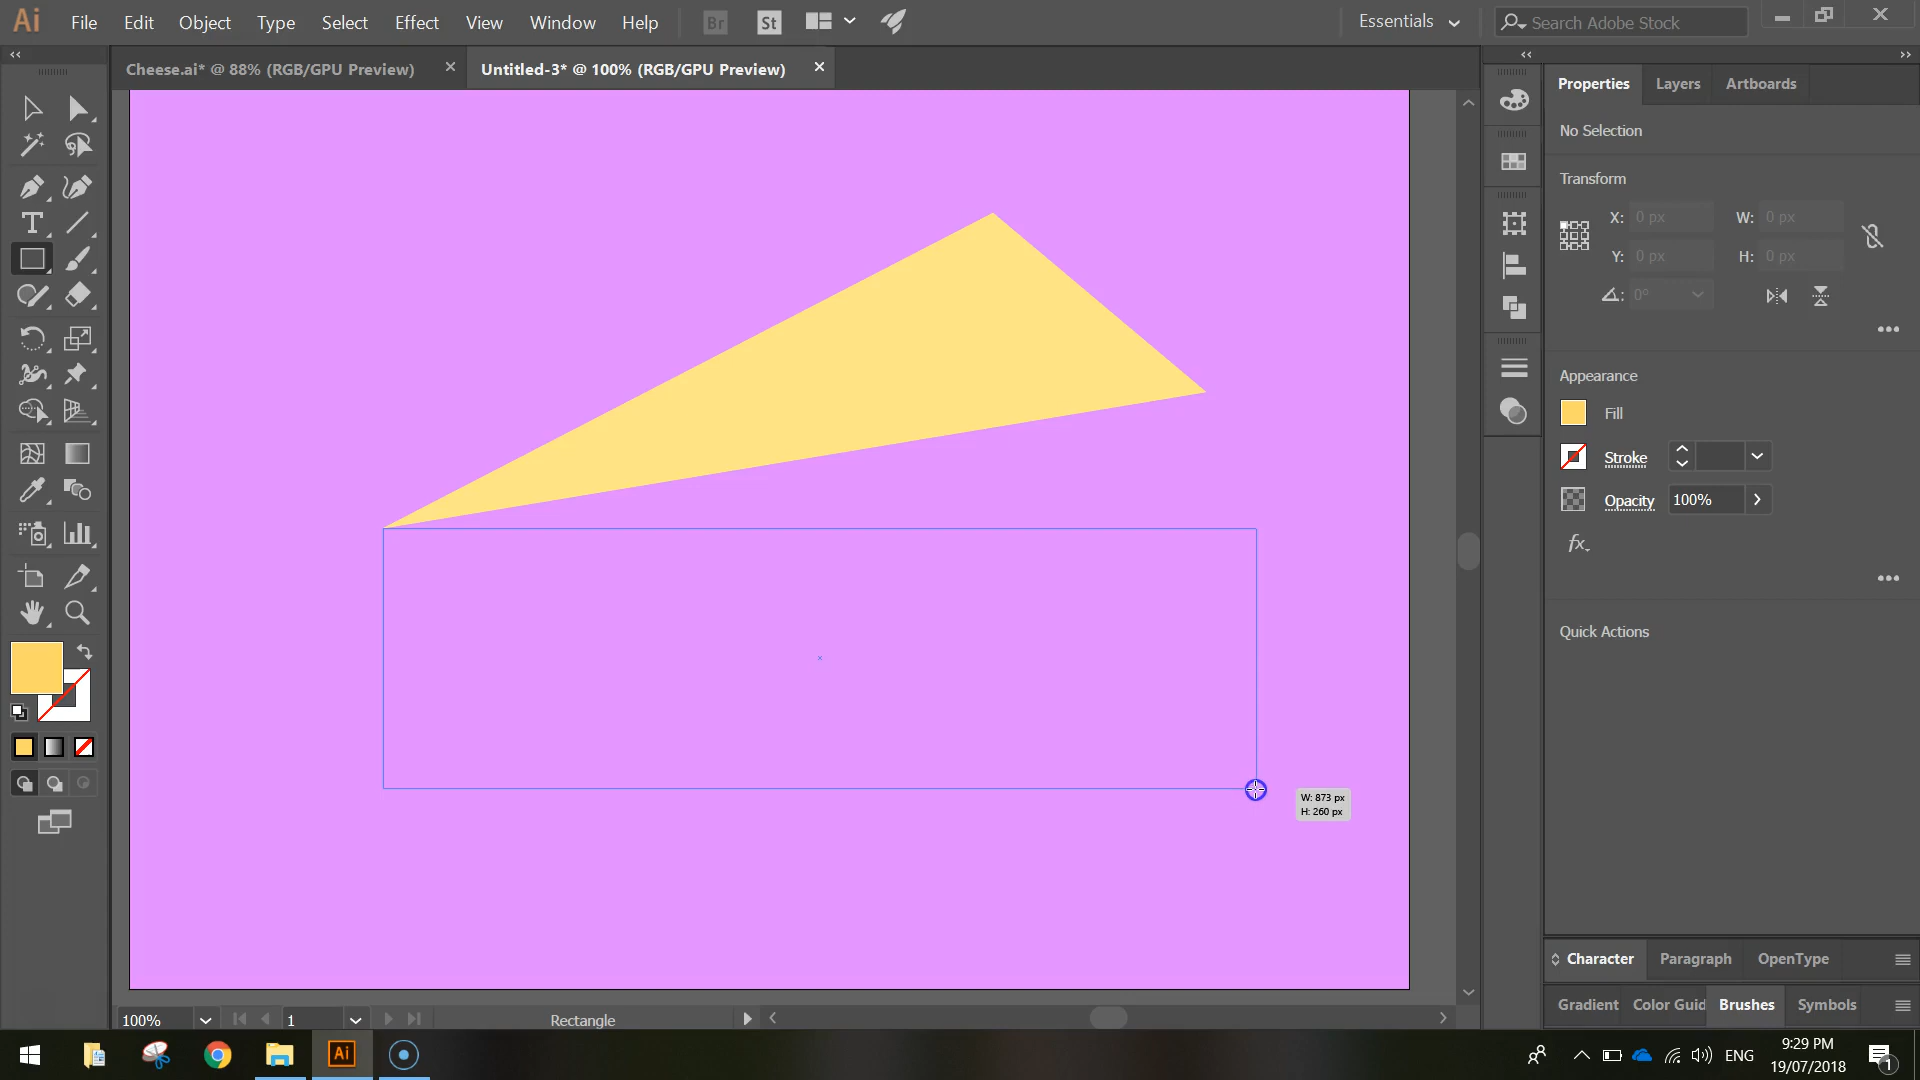 Ai File Edit Object Type Select Effect View Window Help Br St Essentials Search Adobe Stock
Cheese.ai* @ 88% (RGB/GPU Preview) Untitled-3* @ 100% (RGB/GPU Preview)
Properties Layers Artboards
No Selection
Transform
X: 0 px W: 0 px
Y: 0 px H: 0 px
0°
Appearance
Fill
Stroke
Opacity 100%
fx
Quick Actions
W: 873 px
H: 260 px
Character Paragraph OpenType
Gradient Color Guid Brushes Symbols
100% 1 Rectangle
Ai ENG 9:29 PM
19/07/2018 1